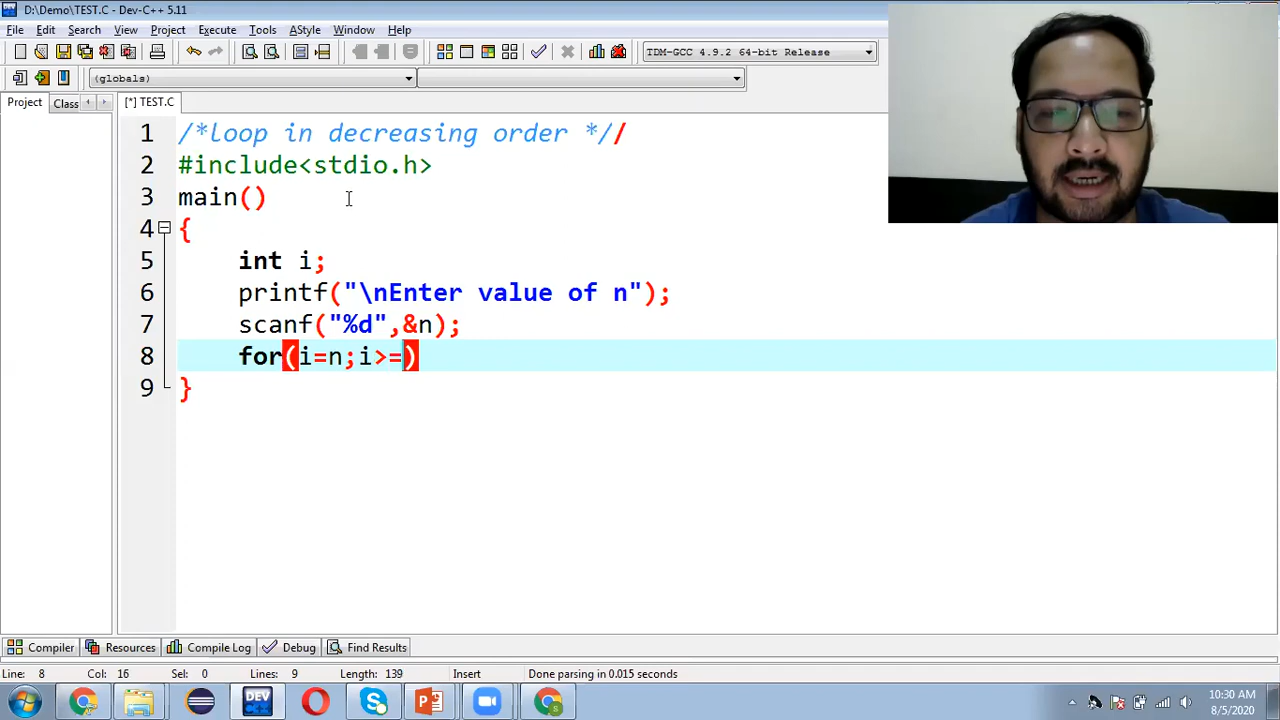 D:\Demo\TEST.C - Dev-C++ 5.11
File Edit Search View Project Execute Tools AStyle Window Help
TDM-GCC 4.9.2 64-bit Release
(globals)
Project Class [*] TEST.C
1 /*loop in decreasing order *//
2 #include<stdio.h>
3 main()
4 {
5 int i;
6 printf("\nEnter value of n");
7 scanf("%d",&n);
8 for(i=n;i>=)
9 }
Compiler Resources Compile Log Debug Find Results
Line: 8 Col: 16 Sel: 0 Lines: 9 Length: 139 Insert Done parsing in 0.015 seconds
DEV
10:30 AM
8/5/2020